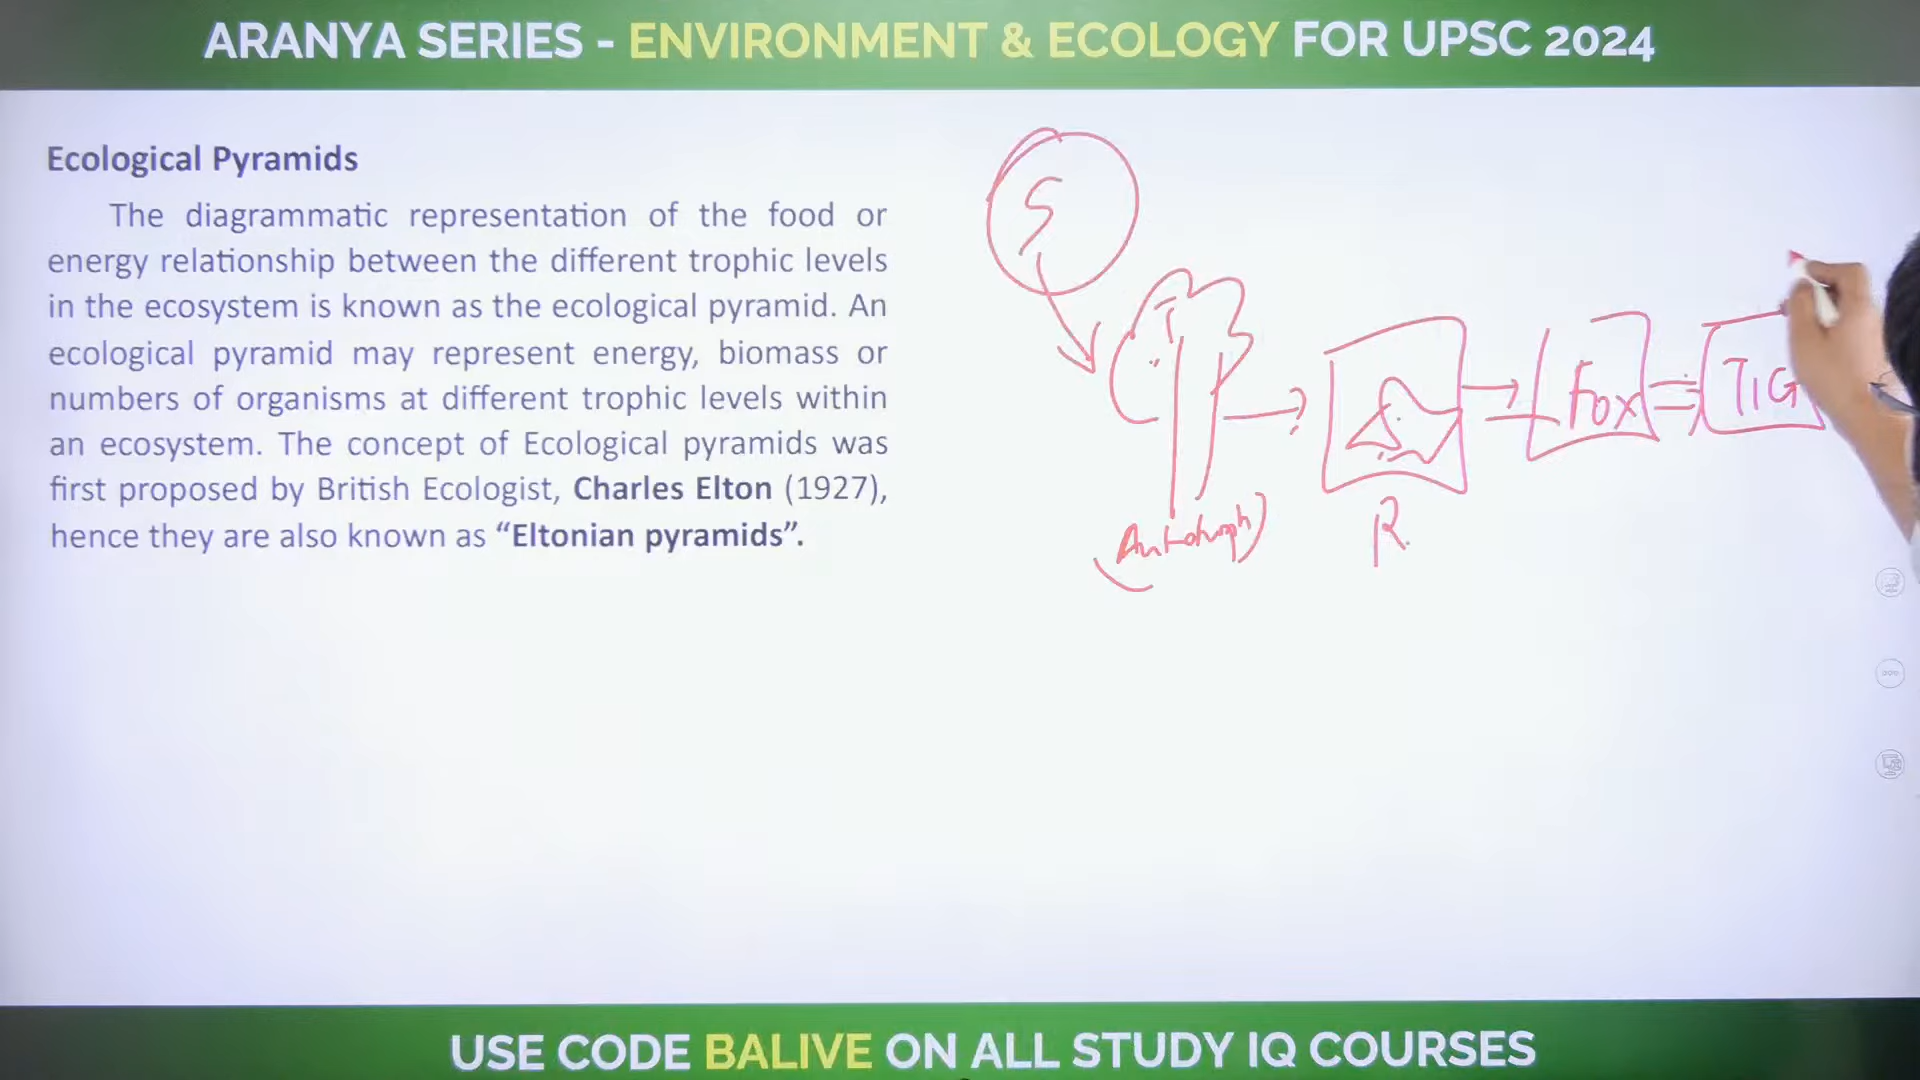 ARANYA SERIES - ENVIRONMENT & ECOLOGY FOR UPSC 2024
Ecological Pyramids
The diagrammatic representation of the food or
energy relationship between the different trophic levels
in the ecosystem is known as the ecological pyramid. An
ecological pyramid may represent energy, biomass or
numbers of organisms at different trophic levels within
an ecosystem. The concept of Ecological pyramids was
first proposed by British Ecologist, Charles Elton (1927),
hence they are also known as “Eltonian pyramids”.
S
T
FOX
TIG
(Autotroph)
R
USE CODE BALIVE ON ALL STUDY IQ COURSES